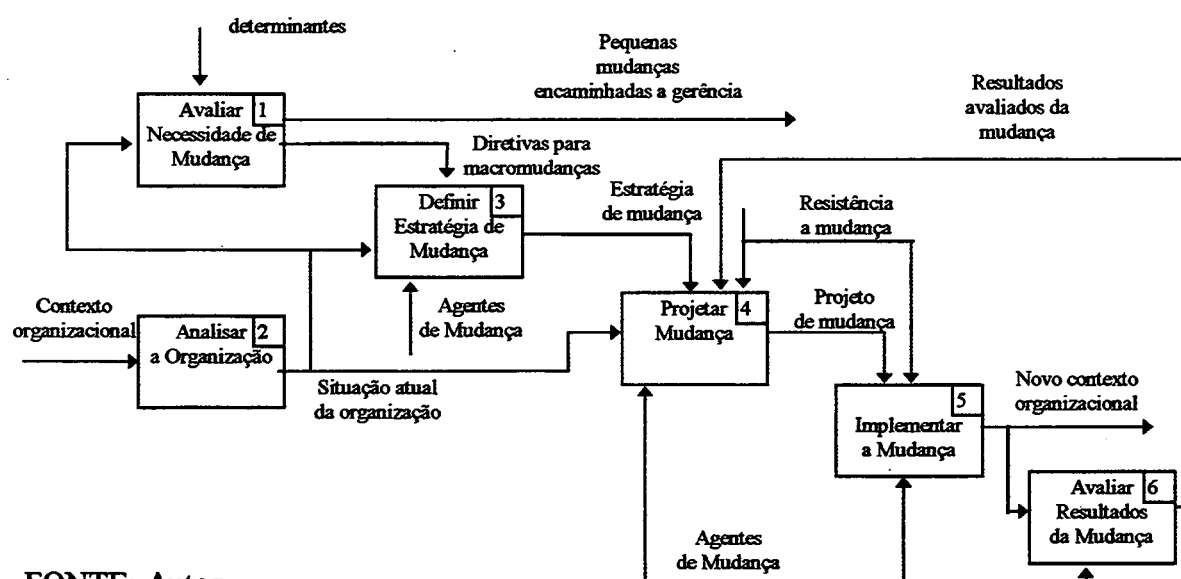 determinantes
Pequenas
mudanças
encaminhadas a gerência
Resultados
avaliados da
mudança
Avaliar 1
Necessidade de
Mudança
Diretivas para
macromudanças
Definir 3
Estratégia de
Mudança
Estratégia
de mudança
Resistência
a mudança
Contexto
organizacional
Analisar 2
a Organização
Agentes
de Mudança
Situação atual
da organização
Projetar 4
Mudança
Projeto
de mudança
5
Implementar
a Mudança
Novo contexto
organizacional
Avaliar 6
Resultados
da Mudança
Agentes
de Mudança
FONTE: Autor